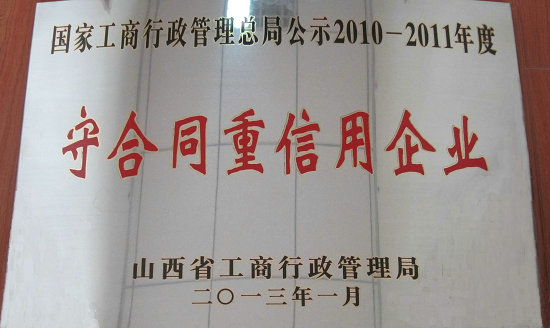 国家工商行政管理总局公示2010-2011年度
守合同重信用企业
山西省工商行政管理局
二〇一三年一月